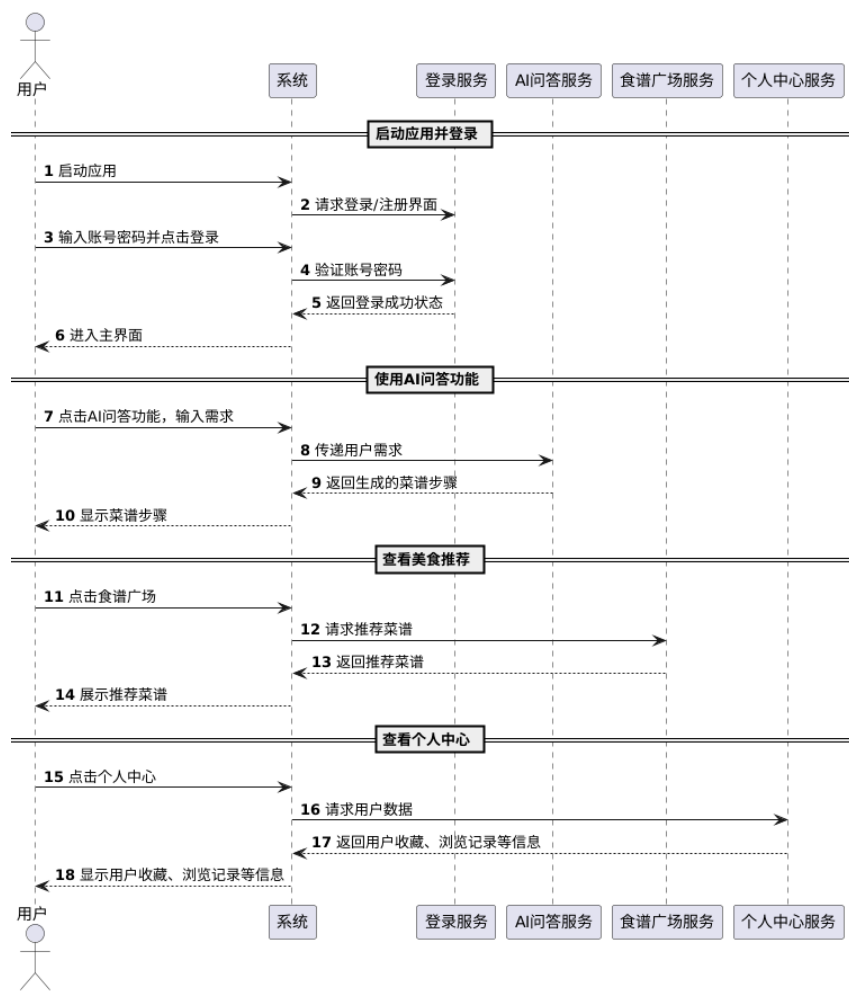 用户
系统
登录服务
AI问答服务
食谱广场服务
个人中心服务
启动应用并登录
1 启动应用
2 请求登录/注册界面
3 输入账号密码并点击登录
4 验证账号密码
5 返回登录成功状态
6 进入主界面
使用AI问答功能
7 点击AI问答功能，输入需求
8 传递用户需求
9 返回生成的菜谱步骤
10 显示菜谱步骤
查看美食推荐
11 点击食谱广场
12 请求推荐菜谱
13 返回推荐菜谱
14 展示推荐菜谱
查看个人中心
15 点击个人中心
16 请求用户数据
17 返回用户收藏、浏览记录等信息
18 显示用户收藏、浏览记录等信息
用户
系统
登录服务
AI问答服务
食谱广场服务
个人中心服务